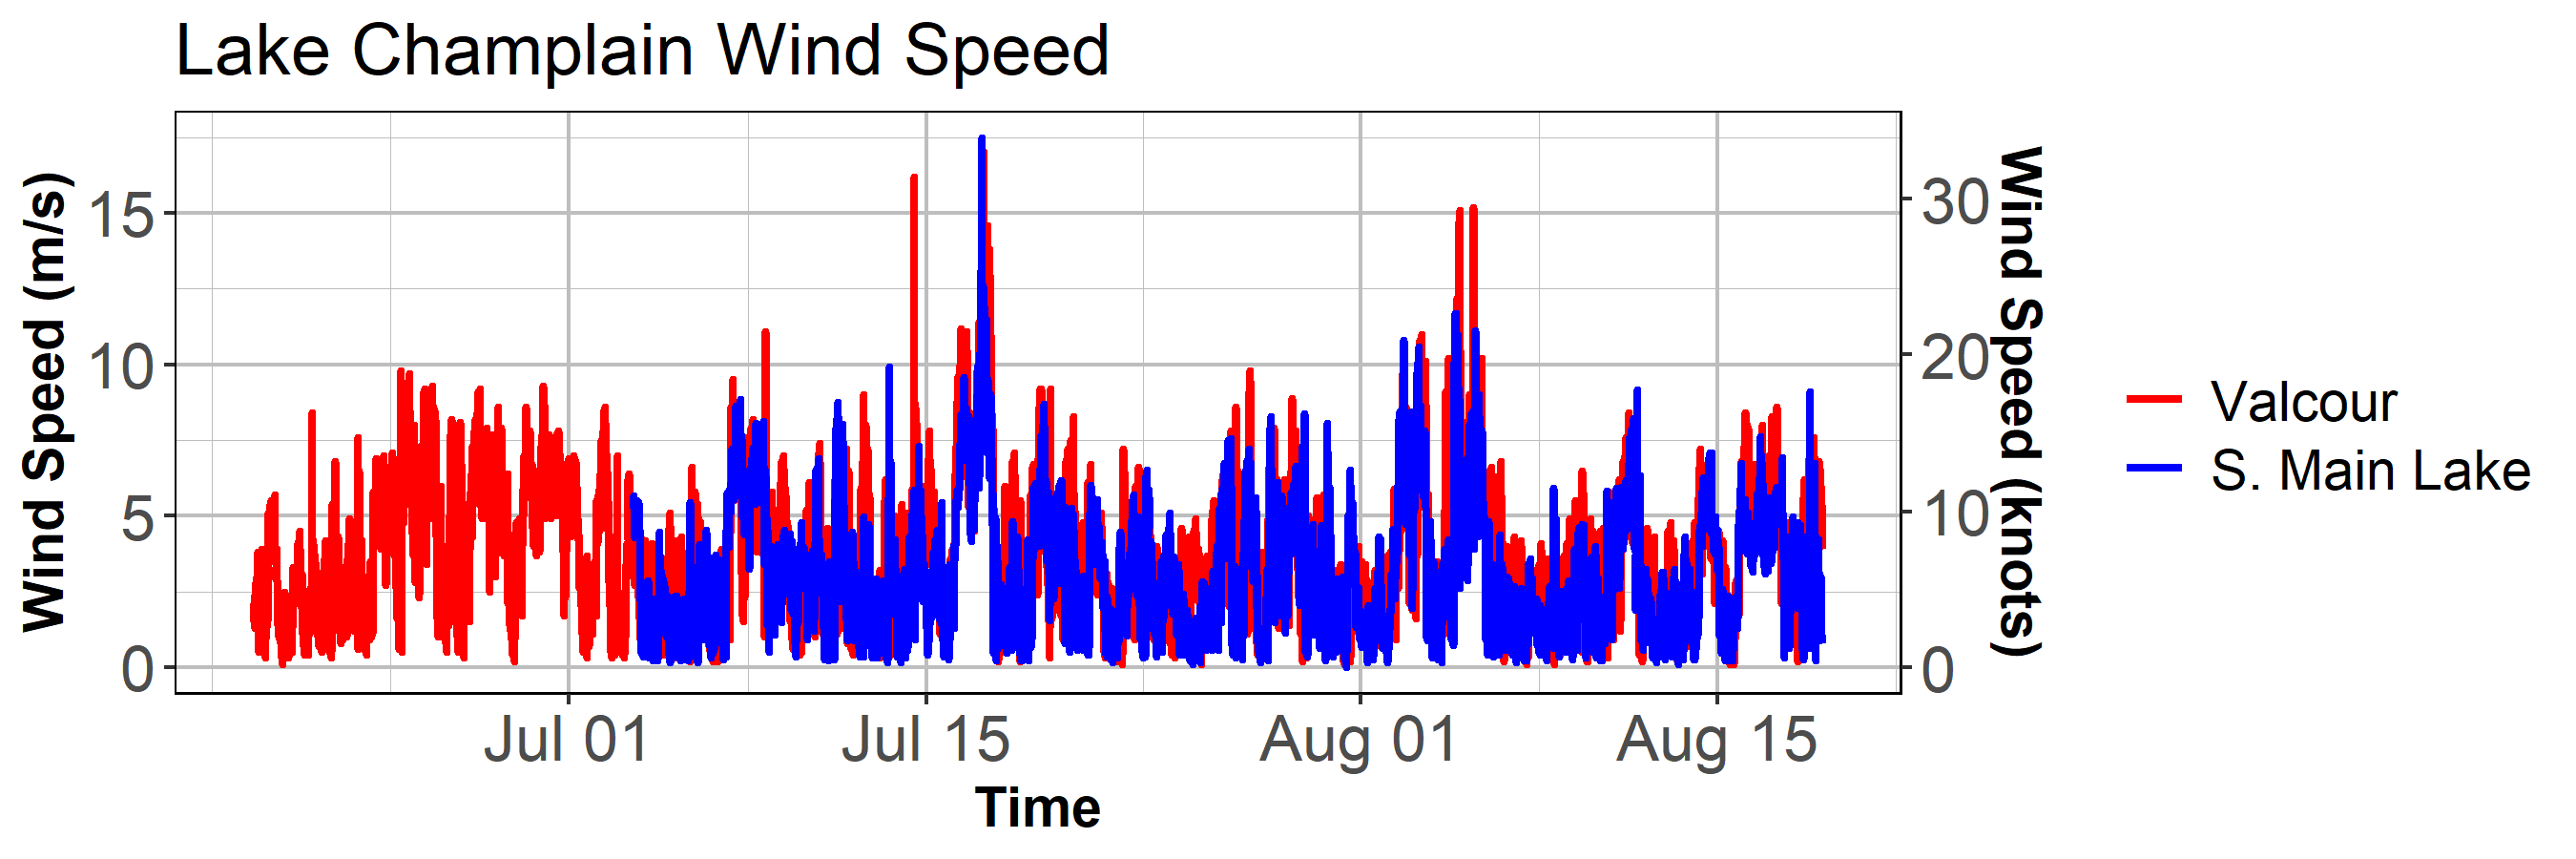 Lake Champlain Wind Speed
Wind Speed (m/s)
15
10
5
0
30
20
10
0
Wind Speed (knots)
Jul 01
Jul 15
Aug 01
Aug 15
Time
Valcour
S. Main Lake